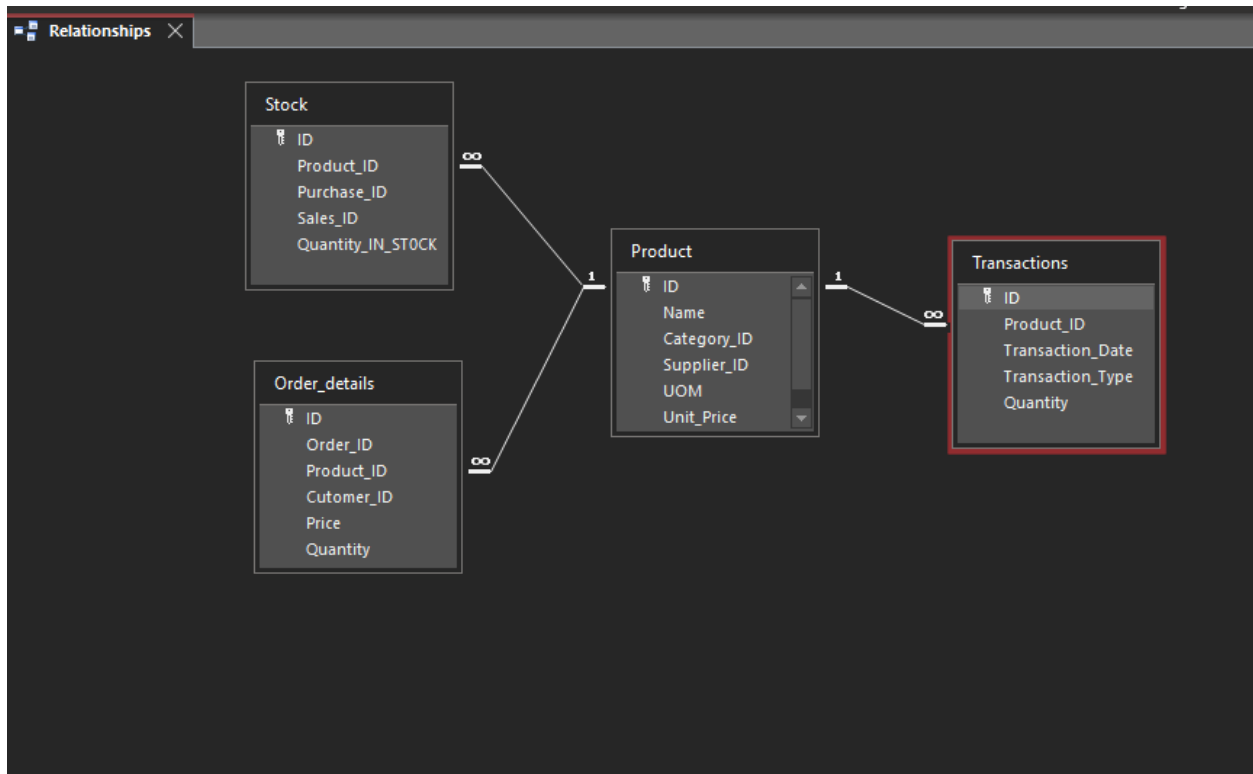 Relationships
Stock
ID
Product_ID
Purchase_ID
Sales_ID
Quantity_IN_ST0CK
∞
1
Product
ID
Name
Category_ID
Supplier_ID
UOM
Unit_Price
1
∞
Transactions
ID
Product_ID
Transaction_Date
Transaction_Type
Quantity
Order_details
ID
Order_ID
Product_ID
Cutomer_ID
Price
Quantity
∞